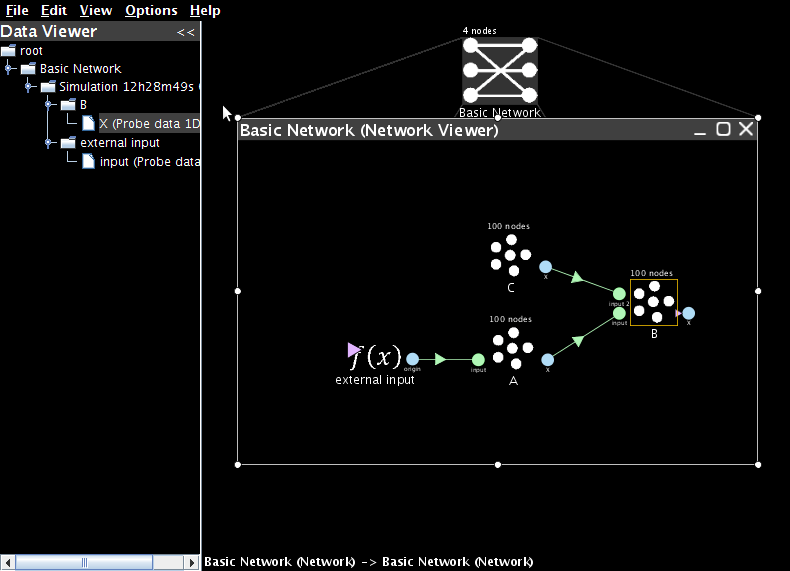 File Edit View Options Help
Data Viewer <<
root
Basic Network
Simulation 12h28m49s
B
X (Probe data 1D
external input
input (Probe data
4 nodes
Basic Network
Basic Network (Network Viewer)
100 nodes
C
X
100 nodes
input 2
input
B
X
100 nodes
A
X
input
f(x)
origin
external input
Basic Network (Network) -> Basic Network (Network)